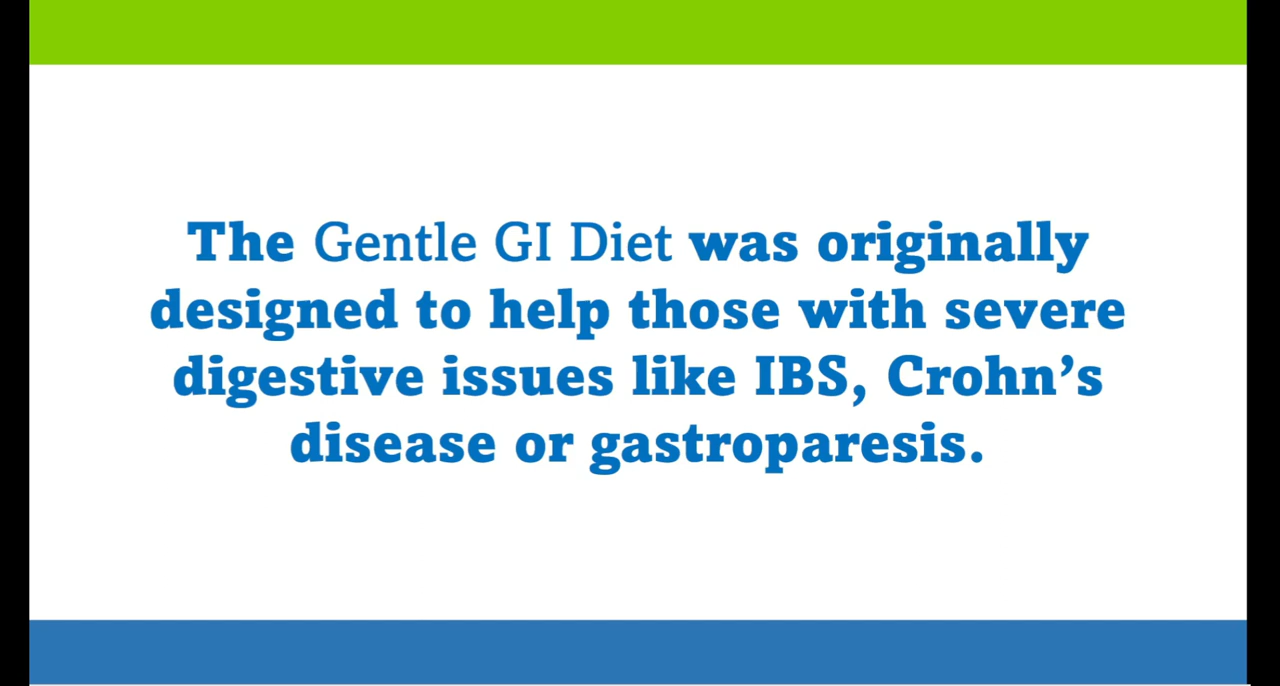 The Gentle GI Diet was originally
designed to help those with severe
digestive issues like IBS, Crohn’s
disease or gastroparesis.